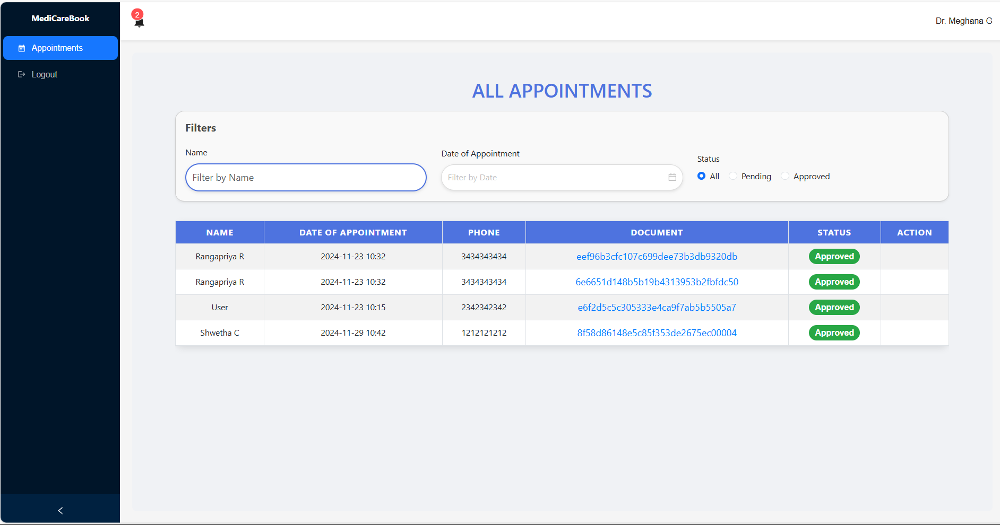 MediCareBook
Appointments
Logout
2
Dr. Meghana G
ALL APPOINTMENTS
Filters
Name
Filter by Name
Date of Appointment
Filter by Date
Status
All Pending Approved
NAME DATE OF APPOINTMENT PHONE DOCUMENT STATUS ACTION
Rangapriya R 2024-11-23 10:32 3434343434 eef96b3cfc107c699dee73b3db9320db Approved
Rangapriya R 2024-11-23 10:32 3434343434 6e6651d148b5b19b4313953b2fbfdc50 Approved
User 2024-11-23 10:15 2342342342 e6f2d5c5c305333e4ca9f7ab5b5505a7 Approved
Shwetha C 2024-11-29 10:42 1212121212 8f58d86148e5c85f353de2675ec00004 Approved